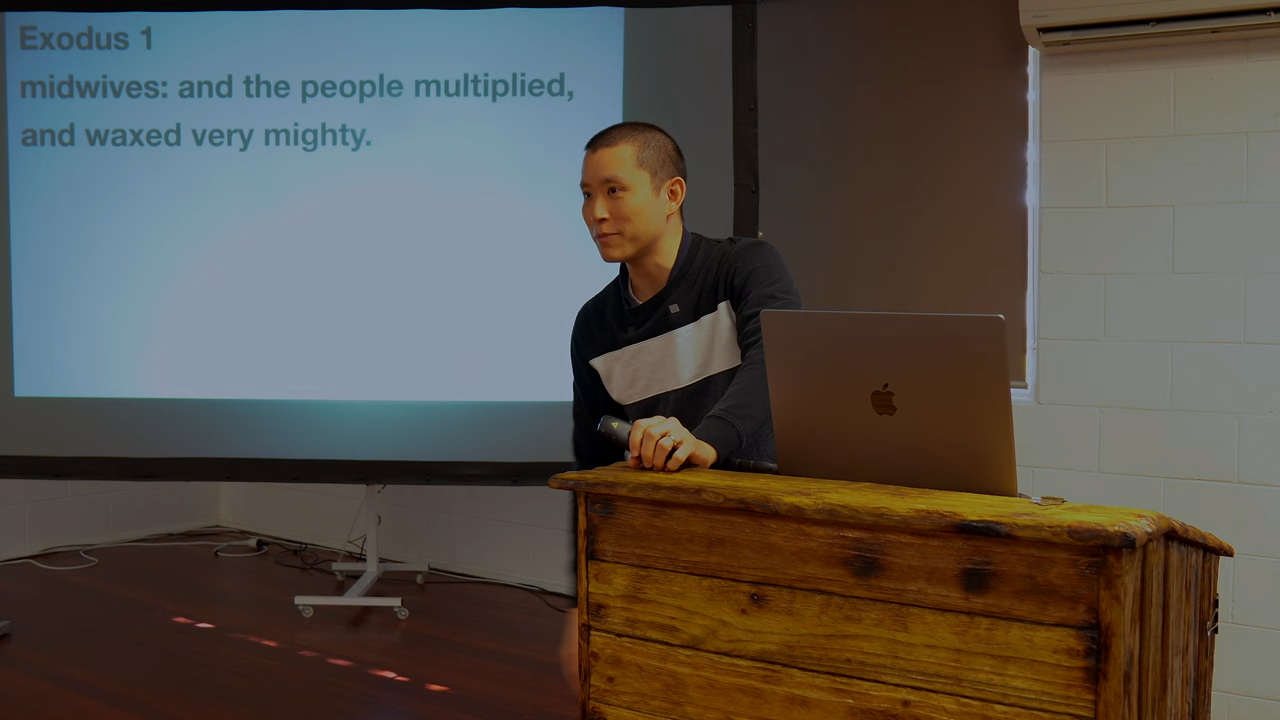 Exodus 1
midwives: and the people multiplied,
and waxed very mighty.